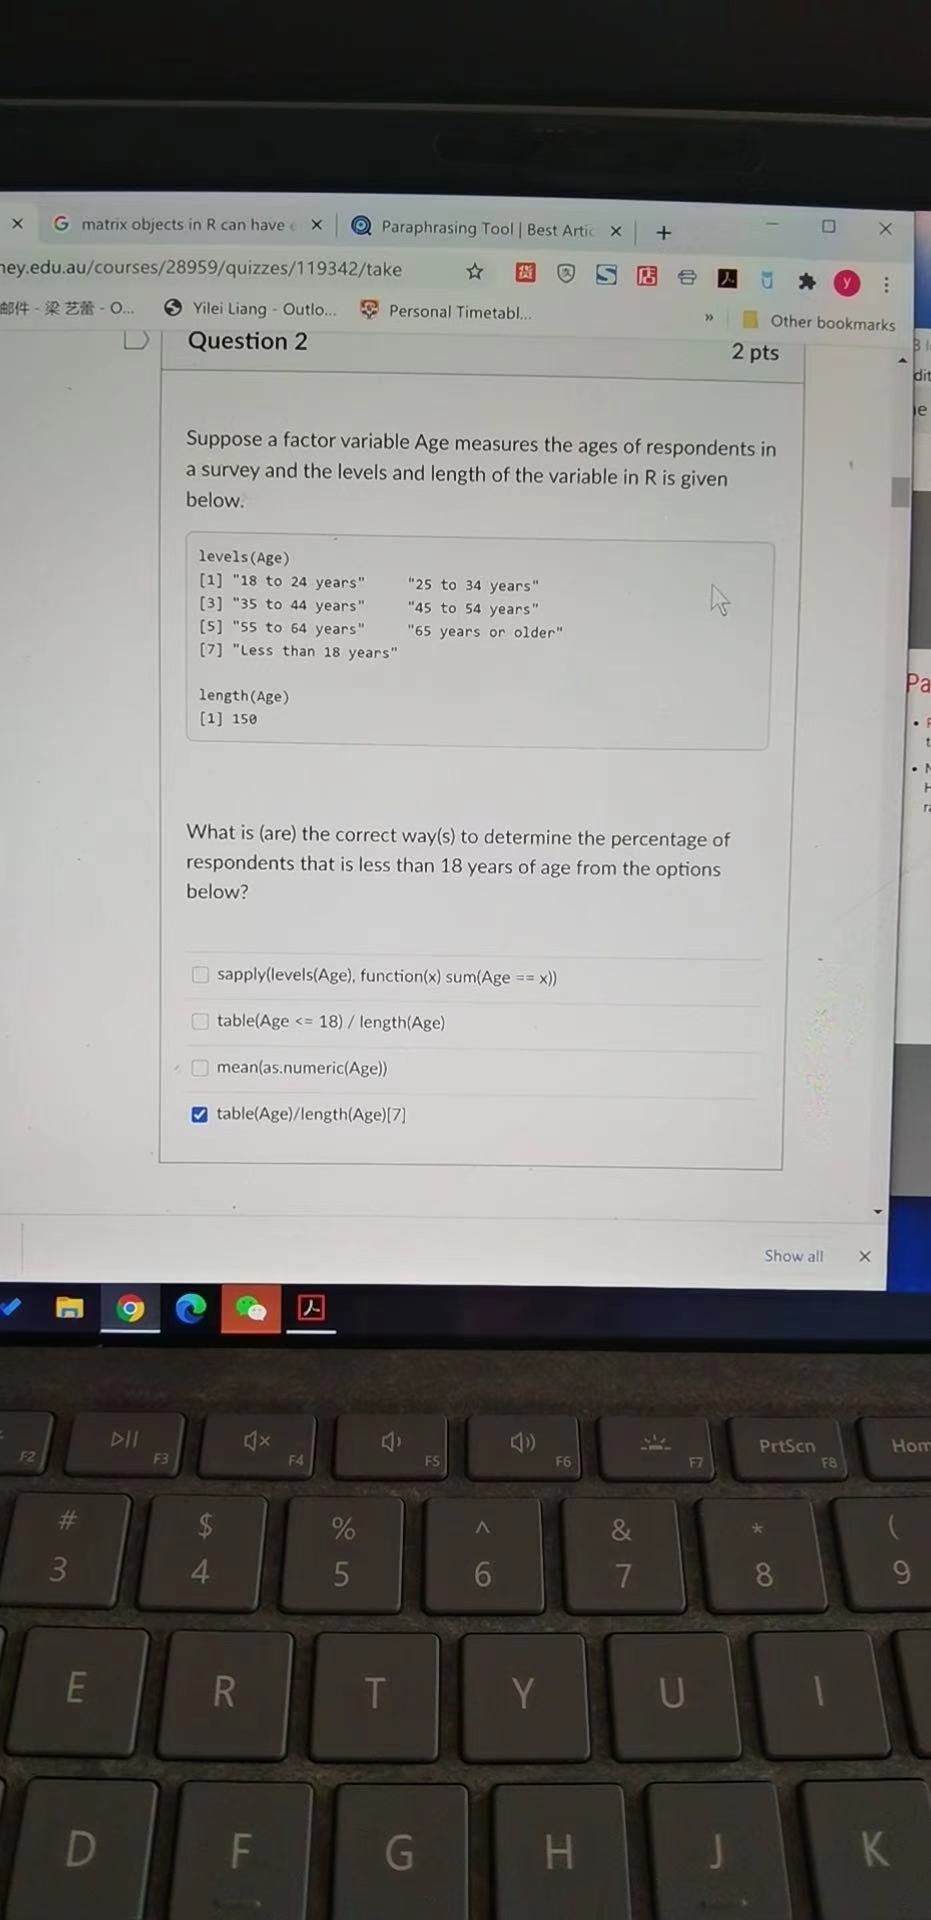 matrix objects in R can have
Paraphrasing Tool | Best Artic
ney.edu.au/courses/28959/quizzes/119342/take
邮件 - 梁 艺蕾 - O...
Yilei Liang - Outlo...
Personal Timetabl...
»
Other bookmarks
Question 2
2 pts
Suppose a factor variable Age measures the ages of respondents in
a survey and the levels and length of the variable in R is given
below.
levels(Age)
[1] "18 to 24 years" "25 to 34 years"
[3] "35 to 44 years" "45 to 54 years"
[5] "55 to 64 years" "65 years or older"
[7] "Less than 18 years"
length(Age)
[1] 150
What is (are) the correct way(s) to determine the percentage of
respondents that is less than 18 years of age from the options
below?
sapply(levels(Age), function(x) sum(Age == x))
table(Age <= 18) / length(Age)
mean(as.numeric(Age))
table(Age)/length(Age)[7]
Pa
Show all
F2 F3 F4 F5 F6 F7 PrtScn F8 Hom
# $ % ^ & * (
3 4 5 6 7 8 9
E R T Y U I
D F G H J K